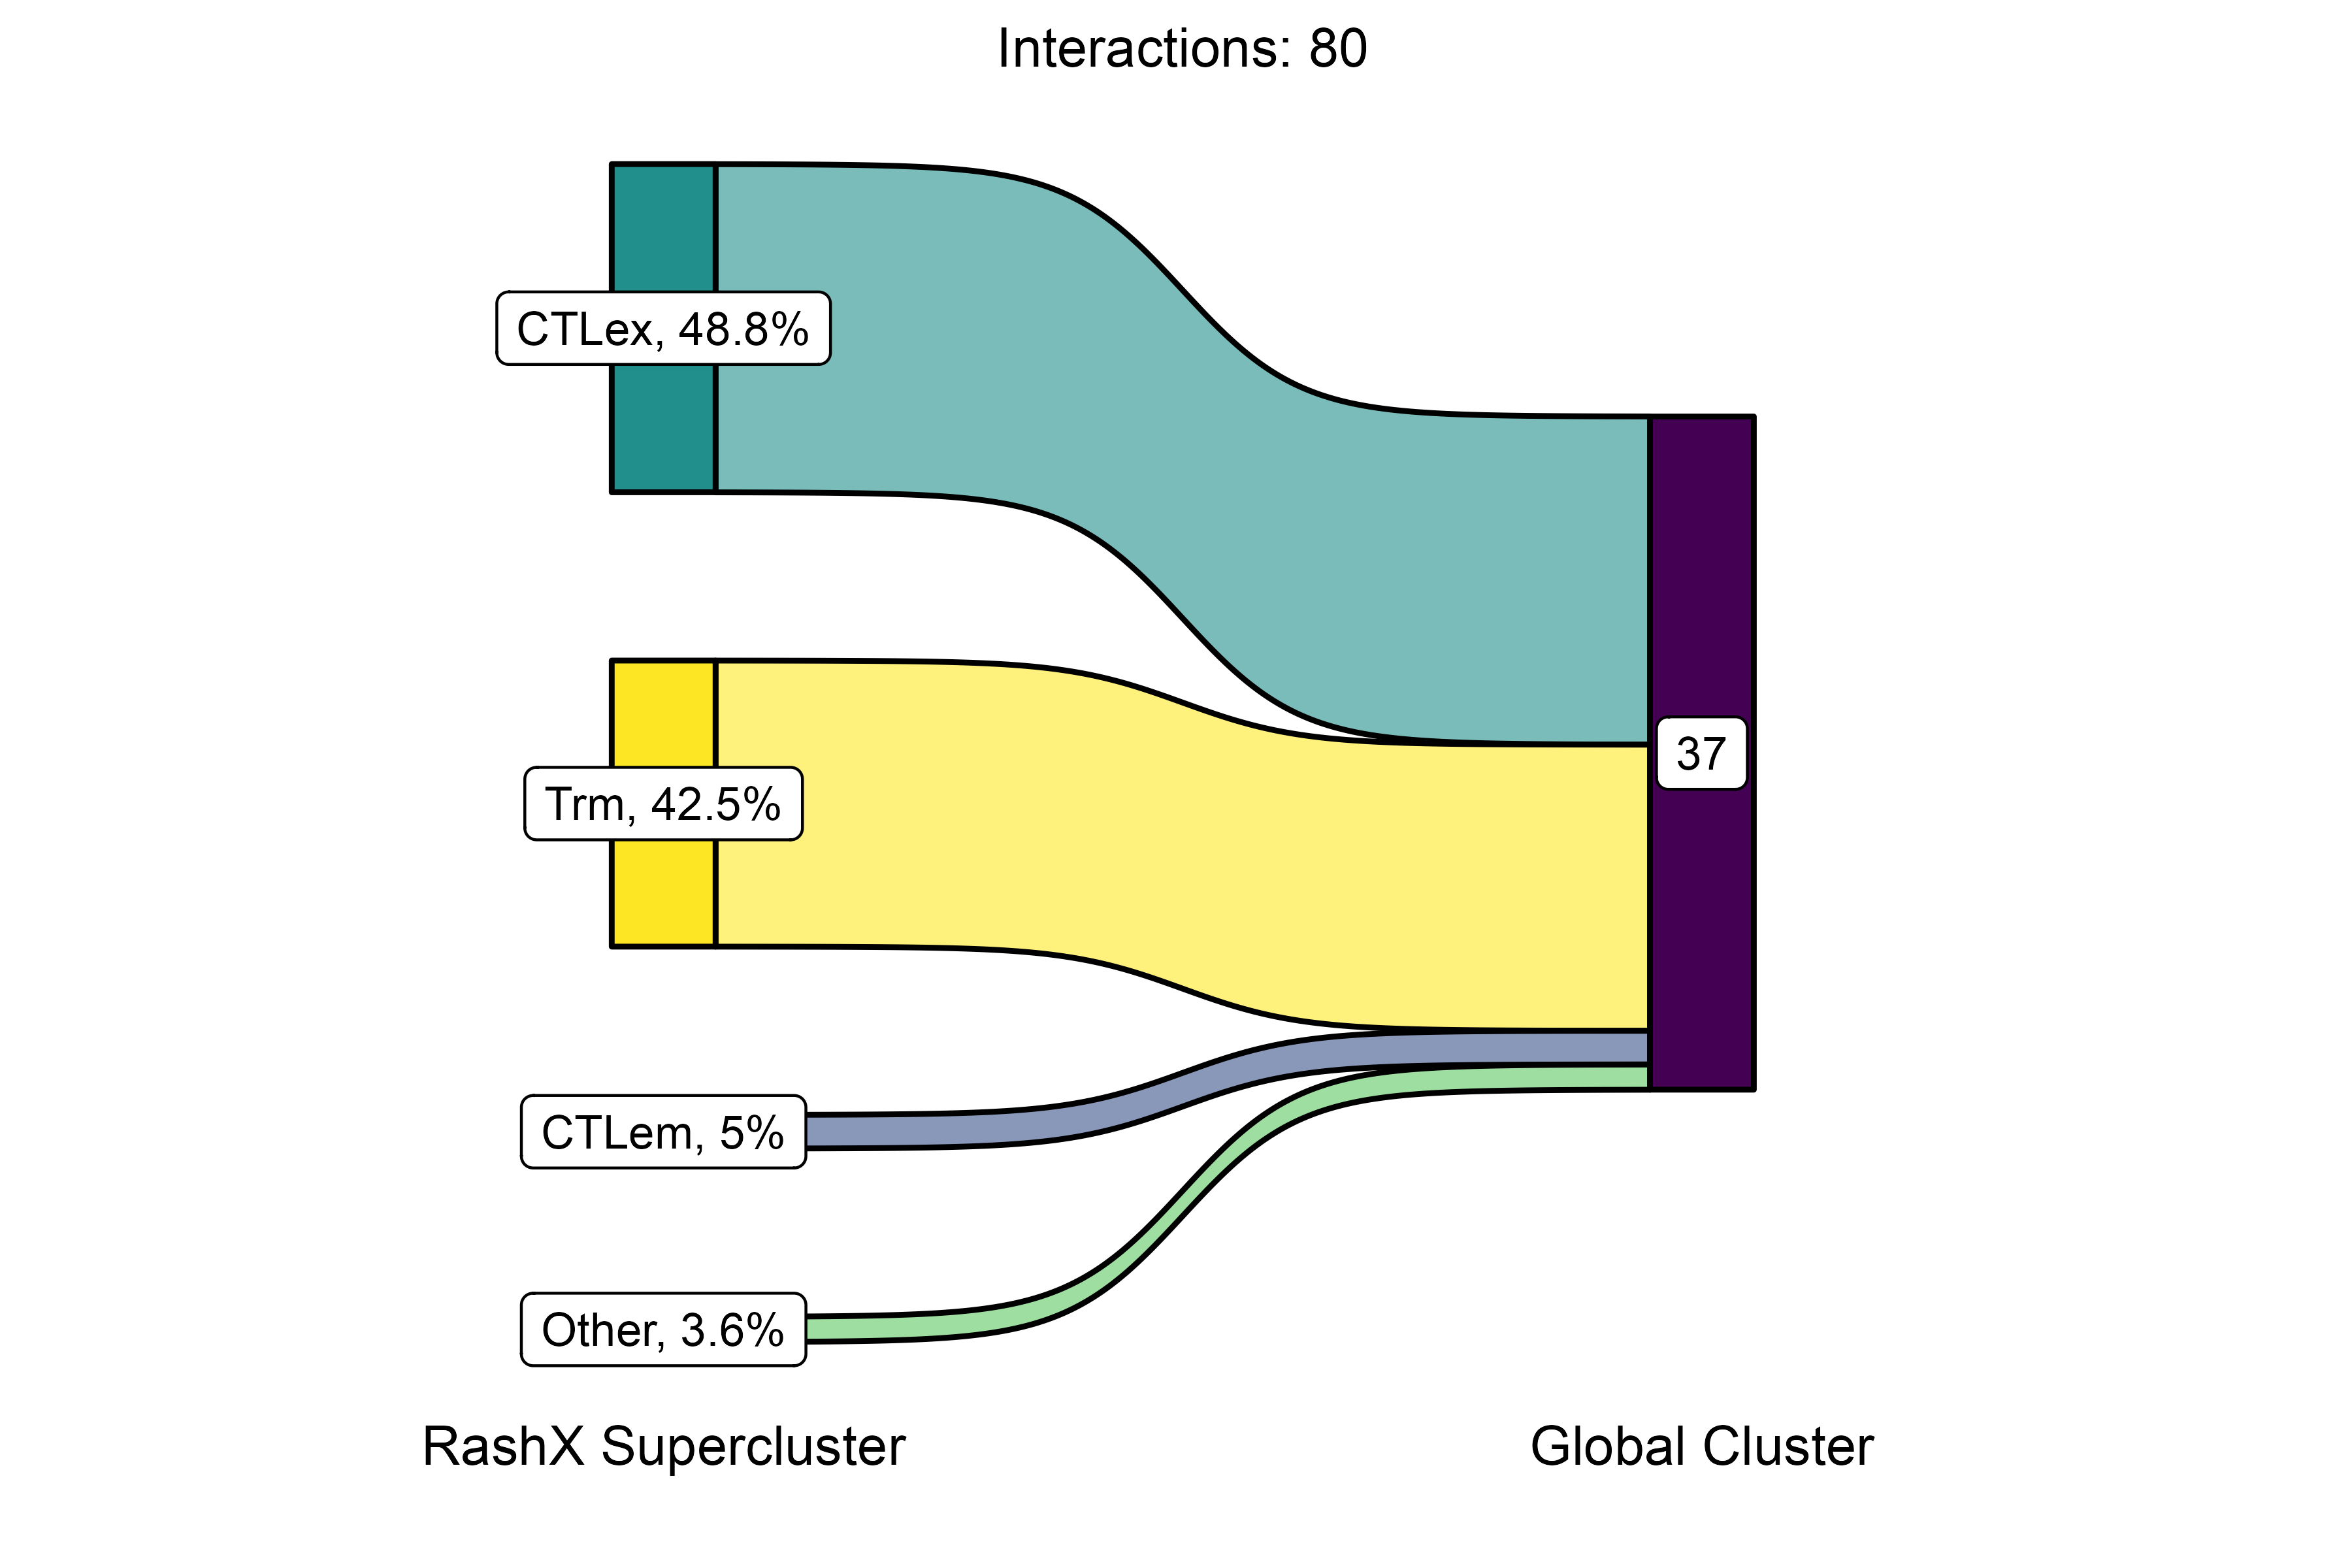 Interactions: 80
CTLex, 48.8%
37
Trm, 42.5%
CTLem, 5%
Other, 3.6%
RashX Supercluster
Global Cluster